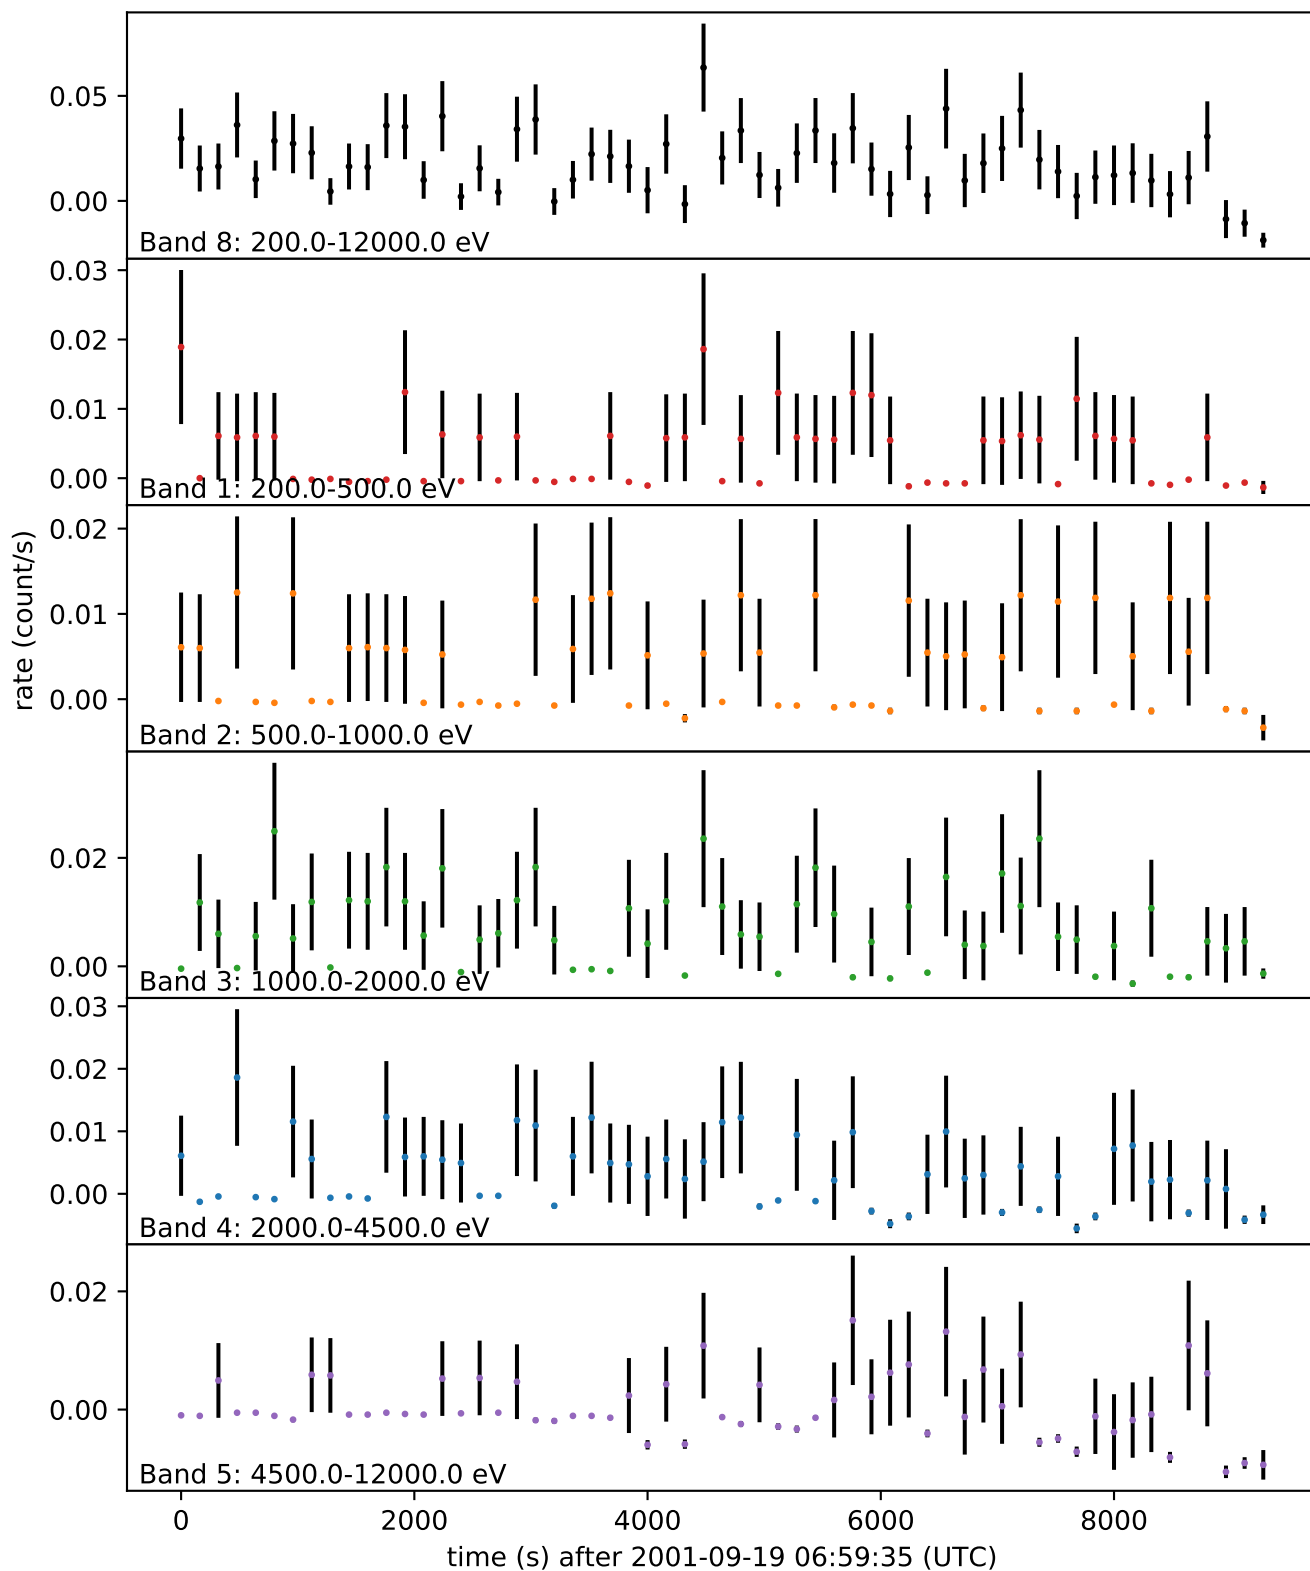 0.05
0.00
Band 8: 200.0-12000.0 eV
0.03
0.02
0.01
0.00
Band 1: 200.0-500.0 eV
0.02
0.01
0.00
Band 2: 500.0-1000.0 eV
rate (count/s)
0.02
0.00
Band 3: 1000.0-2000.0 eV
0.03
0.02
0.01
0.00
Band 4: 2000.0-4500.0 eV
0.02
0.00
Band 5: 4500.0-12000.0 eV
0 2000 4000 6000 8000
time (s) after 2001-09-19 06:59:35 (UTC)